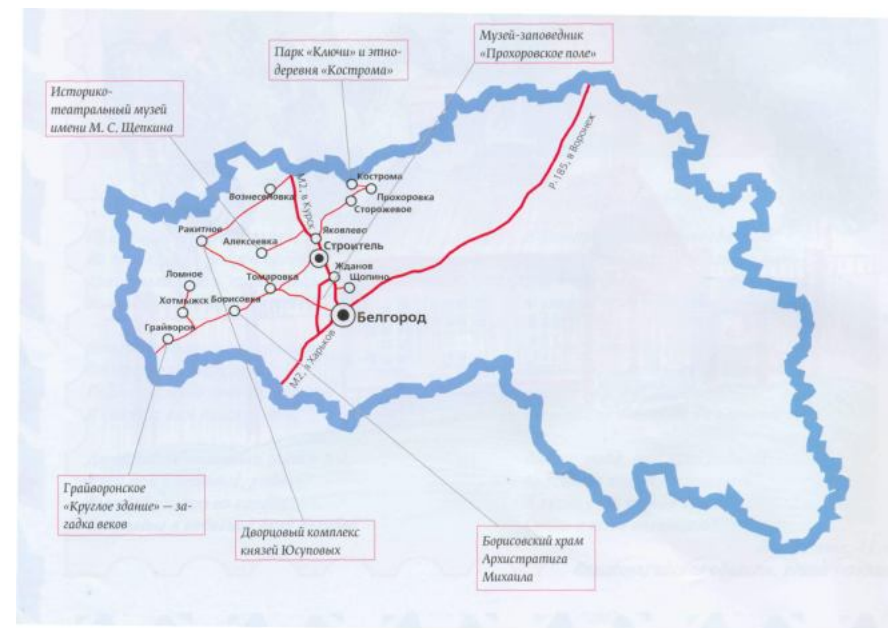 Музей-заповедник
«Прохоровское поле»
Парк «Ключи» и этно-
деревня «Кострома»
Историко-
театральный музей
имени М. С. Щепкина
М2, в Курск
Р. 185, в Воронеж
Кострома
Вознесеновка
Прохоровка
Сторожевое
Ракитное
Яковлево
Алексеевка
Строитель
Жданов
Ломное
Томаровка
Щопино
Хотмыжск
Борисовка
Белгород
Грайворон
М2, в Харьков
Грайворонское
«Круглое здание» — за-
гадка веков
Дворцовый комплекс
князей Юсуповых
Борисовский храм
Архистратига
Михаила